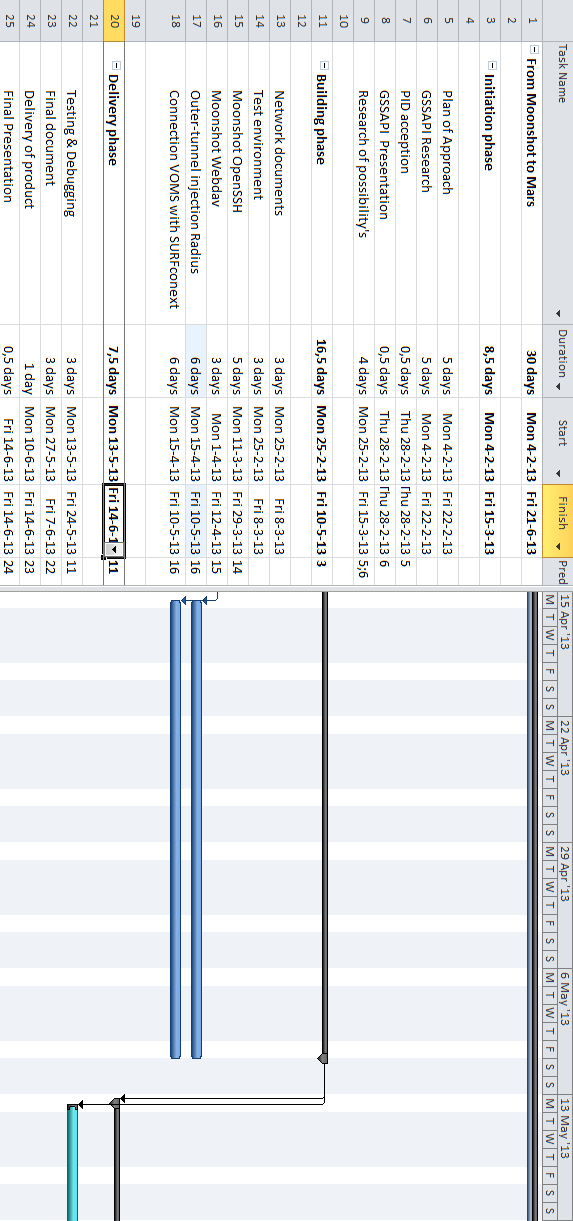 Task Name Duration Start Finish Pred
1 From Moonshot to Mars 30 days Mon 4-2-13 Fri 21-6-13
2
3 Initiation phase 8,5 days Mon 4-2-13 Fri 15-3-13
4
5 Plan of Approach 5 days Mon 4-2-13 Fri 22-2-13
6 GSSAPI Research 5 days Mon 4-2-13 Fri 22-2-13
7 PID acception 0,5 days Thu 28-2-13 Thu 28-2-13 5
8 GSSAPI Presentation 0,5 days Thu 28-2-13 Thu 28-2-13 6
9 Research of possibility's 4 days Mon 25-2-13 Fri 15-3-13 5;6
10
11 Building phase 16,5 days Mon 25-2-13 Fri 10-5-13 3
13 Network documents 3 days Mon 25-2-13 Fri 8-3-13
14 Test environment 3 days Mon 25-2-13 Fri 8-3-13
15 Moonshot OpenSSH 5 days Mon 11-3-13 Fri 29-3-13 14
16 Moonshot Webdav 3 days Mon 1-4-13 Fri 12-4-13 15
17 Outer-tunnel injection Radius 6 days Mon 15-4-13 Fri 10-5-13 16
18 Connection VOMS with SURFconext 6 days Mon 15-4-13 Fri 10-5-13 16
19
20 Delivery phase 7,5 days Mon 13-5-13 Fri 14-6-1 11
21
22 Testing & Debugging 3 days Mon 13-5-13 Fri 24-5-13 11
23 Final document 3 days Mon 27-5-13 Fri 7-6-13 22
24 Delivery of product 1 day Mon 10-6-13 Fri 14-6-13 23
25 Final Presentation 0,5 days Fri 14-6-13 Fri 14-6-13 24
15 Apr '13 22 Apr '13 29 Apr '13 6 May '13 13 May '13
M T W T F S S M T W T F S S M T W T F S S M T W T F S S M T W T F S S